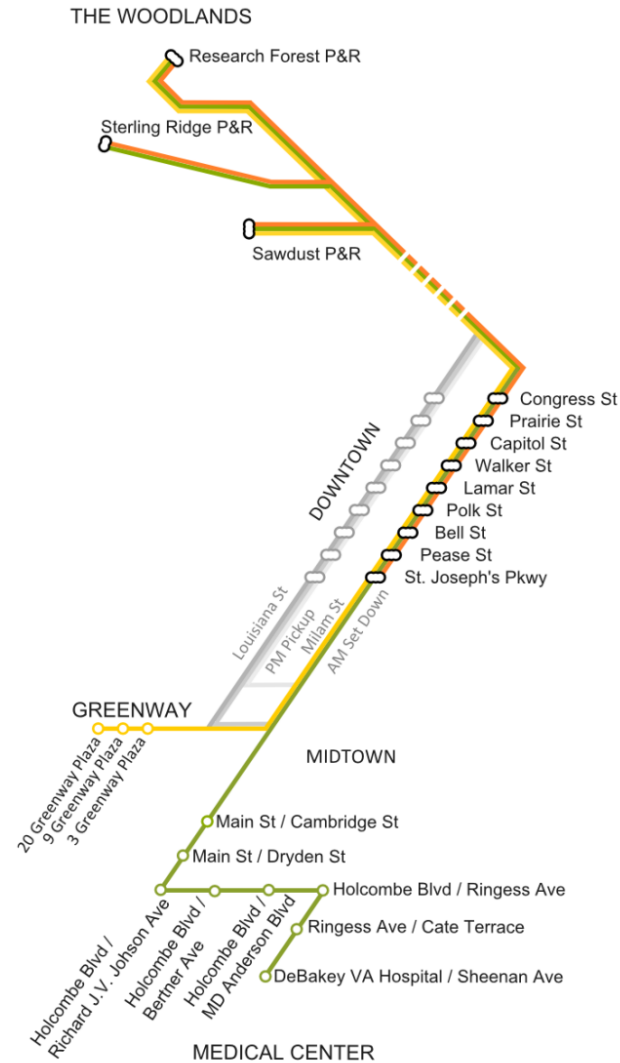 THE WOODLANDS
Research Forest P&R
Sterling Ridge P&R
Sawdust P&R
Congress St
Prairie St
Capitol St
Walker St
Lamar St
Polk St
Bell St
Pease St
St. Joseph's Pkwy
DOWNTOWN
Louisiana St
PM Pickup
Milam St
AM Set Down
GREENWAY
20 Greenway Plaza
9 Greenway Plaza
3 Greenway Plaza
MIDTOWN
Main St / Cambridge St
Main St / Dryden St
Holcombe Blvd /
Richard J.V. Johson Ave
Holcombe Blvd /
Bertner Ave
Holcombe Blvd /
MD Anderson Blvd
Holcombe Blvd / Ringess Ave
Ringess Ave / Cate Terrace
DeBakey VA Hospital / Sheenan Ave
MEDICAL CENTER